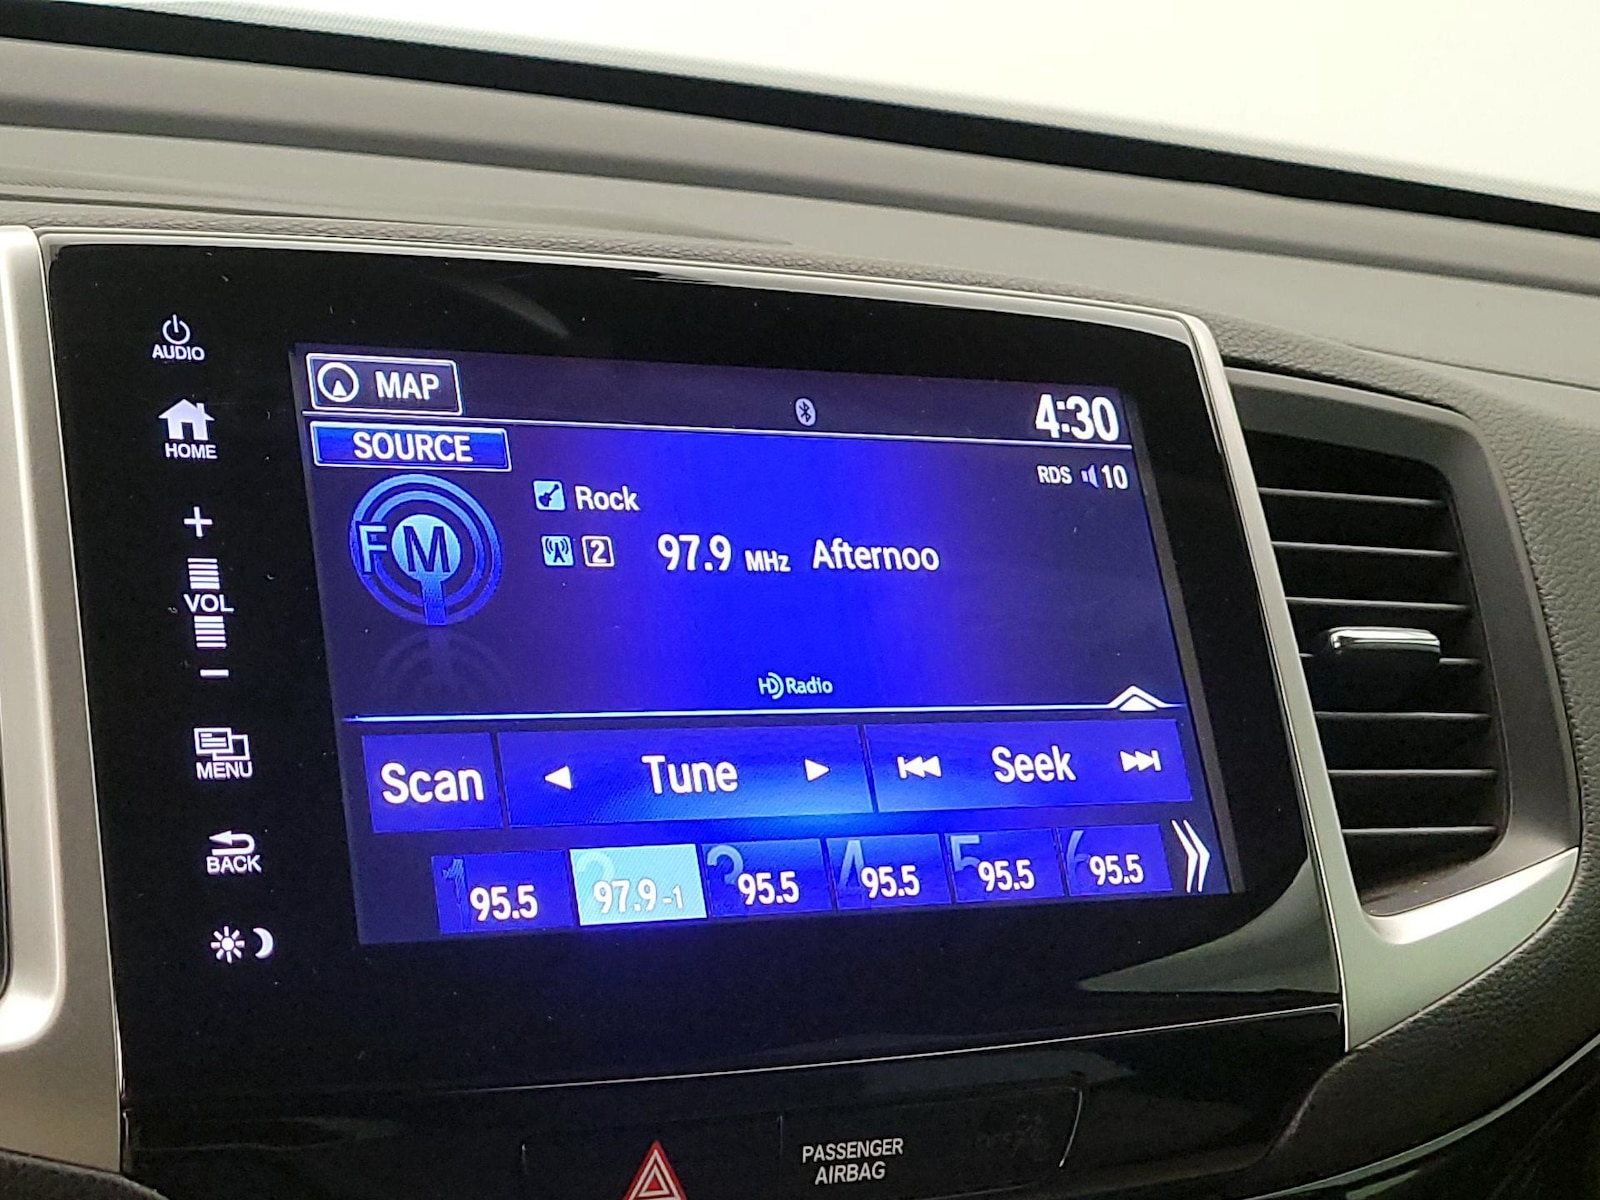 AUDIO
HOME
+
VOL
−
MENU
BACK
MAP
4:30
SOURCE
RDS 10
FM
Rock
2 97.9 MHz Afternoo
HD Radio
Scan Tune Seek
1 95.5 2 97.9-1 3 95.5 4 95.5 5 95.5 6 95.5
PASSENGER
AIRBAG